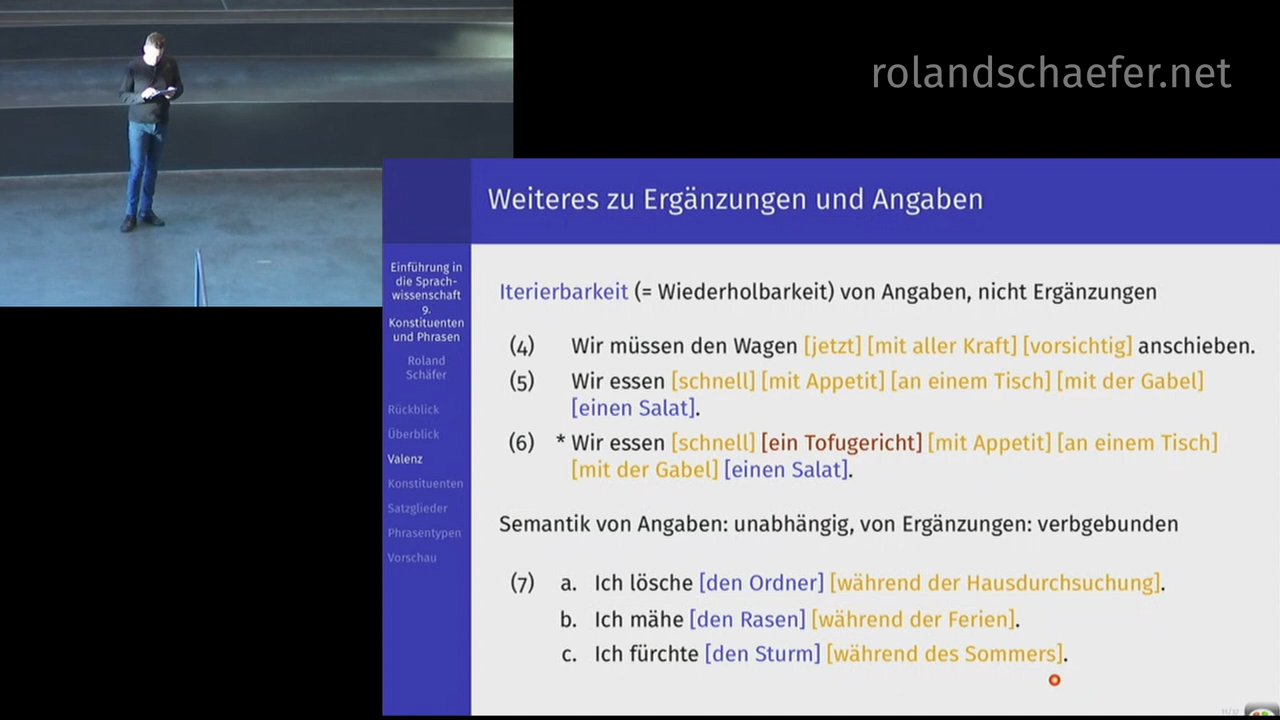 rolandschaefer.net
Weiteres zu Ergänzungen und Angaben
Einführung in
die Sprach-
wissenschaft
9.
Konstituenten
und Phrasen
Roland
Schäfer
Rückblick
Überblick
Valenz
Konstituenten
Satzglieder
Phrasentypen
Vorschau
Iterierbarkeit (= Wiederholbarkeit) von Angaben, nicht Ergänzungen
(4) Wir müssen den Wagen [jetzt] [mit aller Kraft] [vorsichtig] anschieben.
(5) Wir essen [schnell] [mit Appetit] [an einem Tisch] [mit der Gabel]
[einen Salat].
(6) * Wir essen [schnell] [ein Tofugericht] [mit Appetit] [an einem Tisch]
[mit der Gabel] [einen Salat].
Semantik von Angaben: unabhängig, von Ergänzungen: verbgebunden
(7) a. Ich lösche [den Ordner] [während der Hausdurchsuchung].
b. Ich mähe [den Rasen] [während der Ferien].
c. Ich fürchte [den Sturm] [während des Sommers].